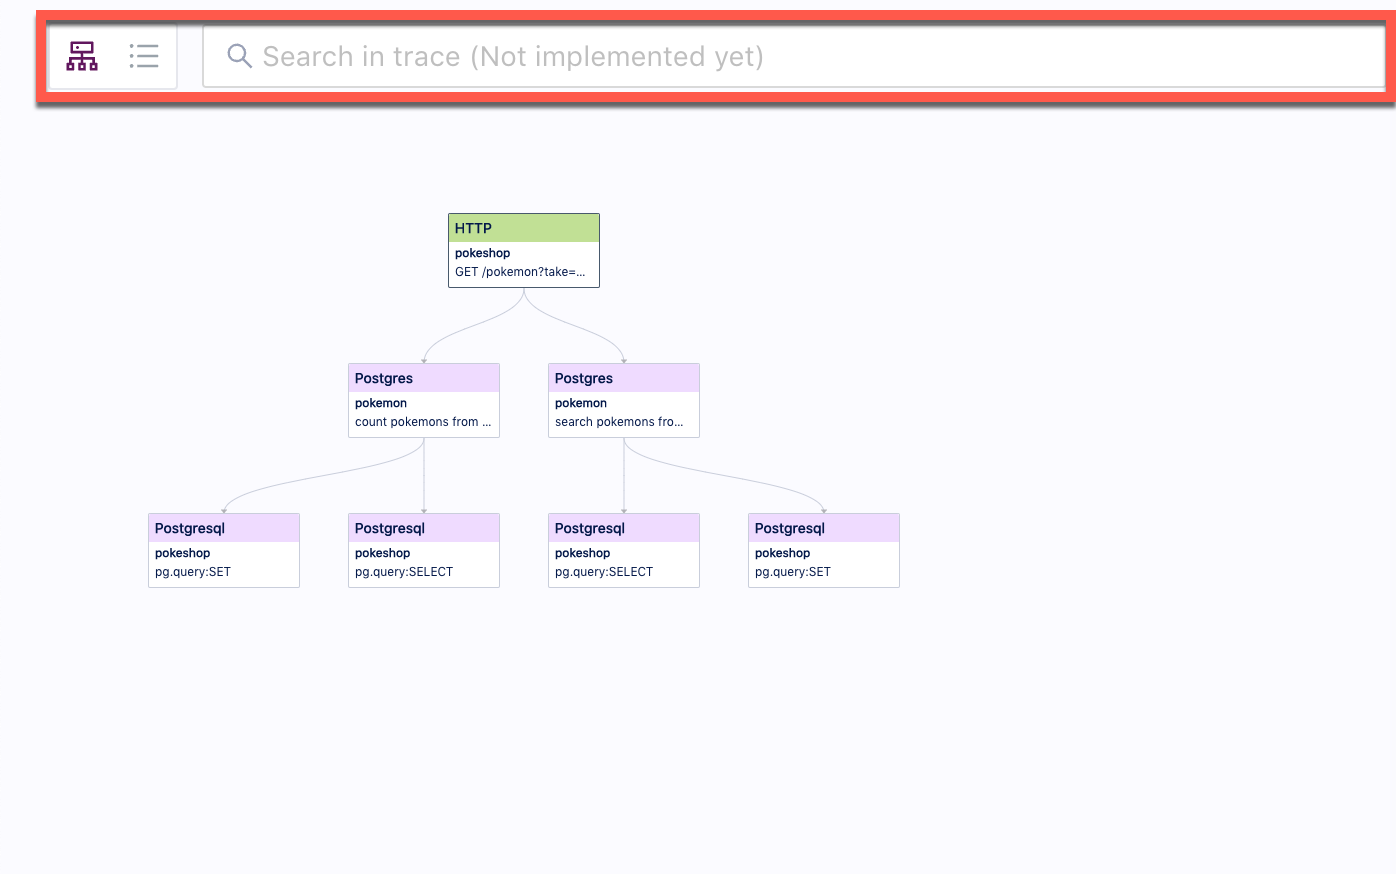 Search in trace (Not implemented yet)
HTTP
pokeshop
GET /pokemon?take=...
Postgres
pokemon
count pokemons from ...
Postgres
pokemon
search pokemons fro...
Postgresql
pokeshop
pg.query:SET
Postgresql
pokeshop
pg.query:SELECT
Postgresql
pokeshop
pg.query:SELECT
Postgresql
pokeshop
pg.query:SET